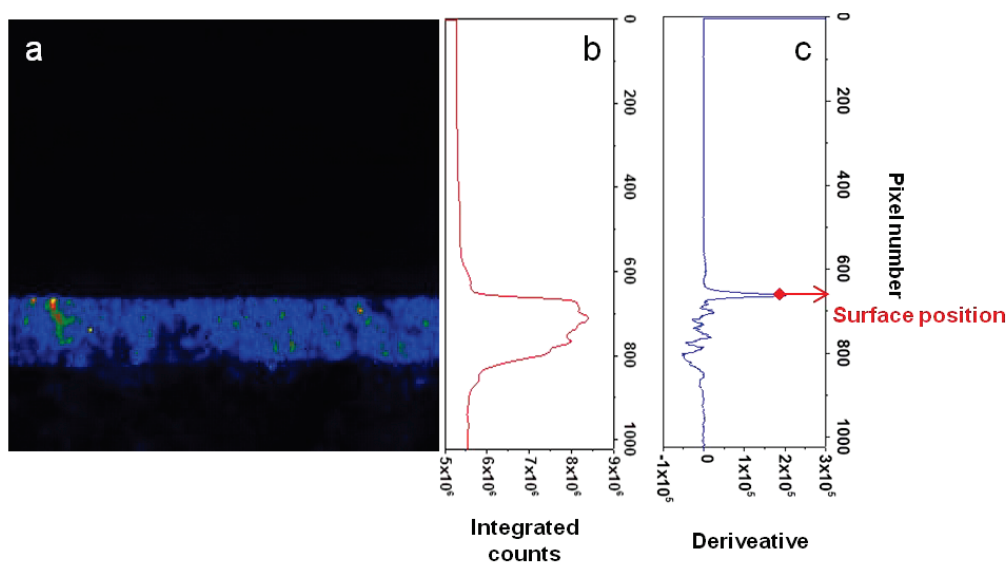 a
b
c
0
200
400
600
800
1000
5x10⁶
6x10⁶
7x10⁶
8x10⁶
9x10⁶
Integrated
counts
0
200
400
600
800
1000
-1x10⁵
0
1x10⁵
2x10⁵
3x10⁵
Deriveative
Pixel number
Surface position